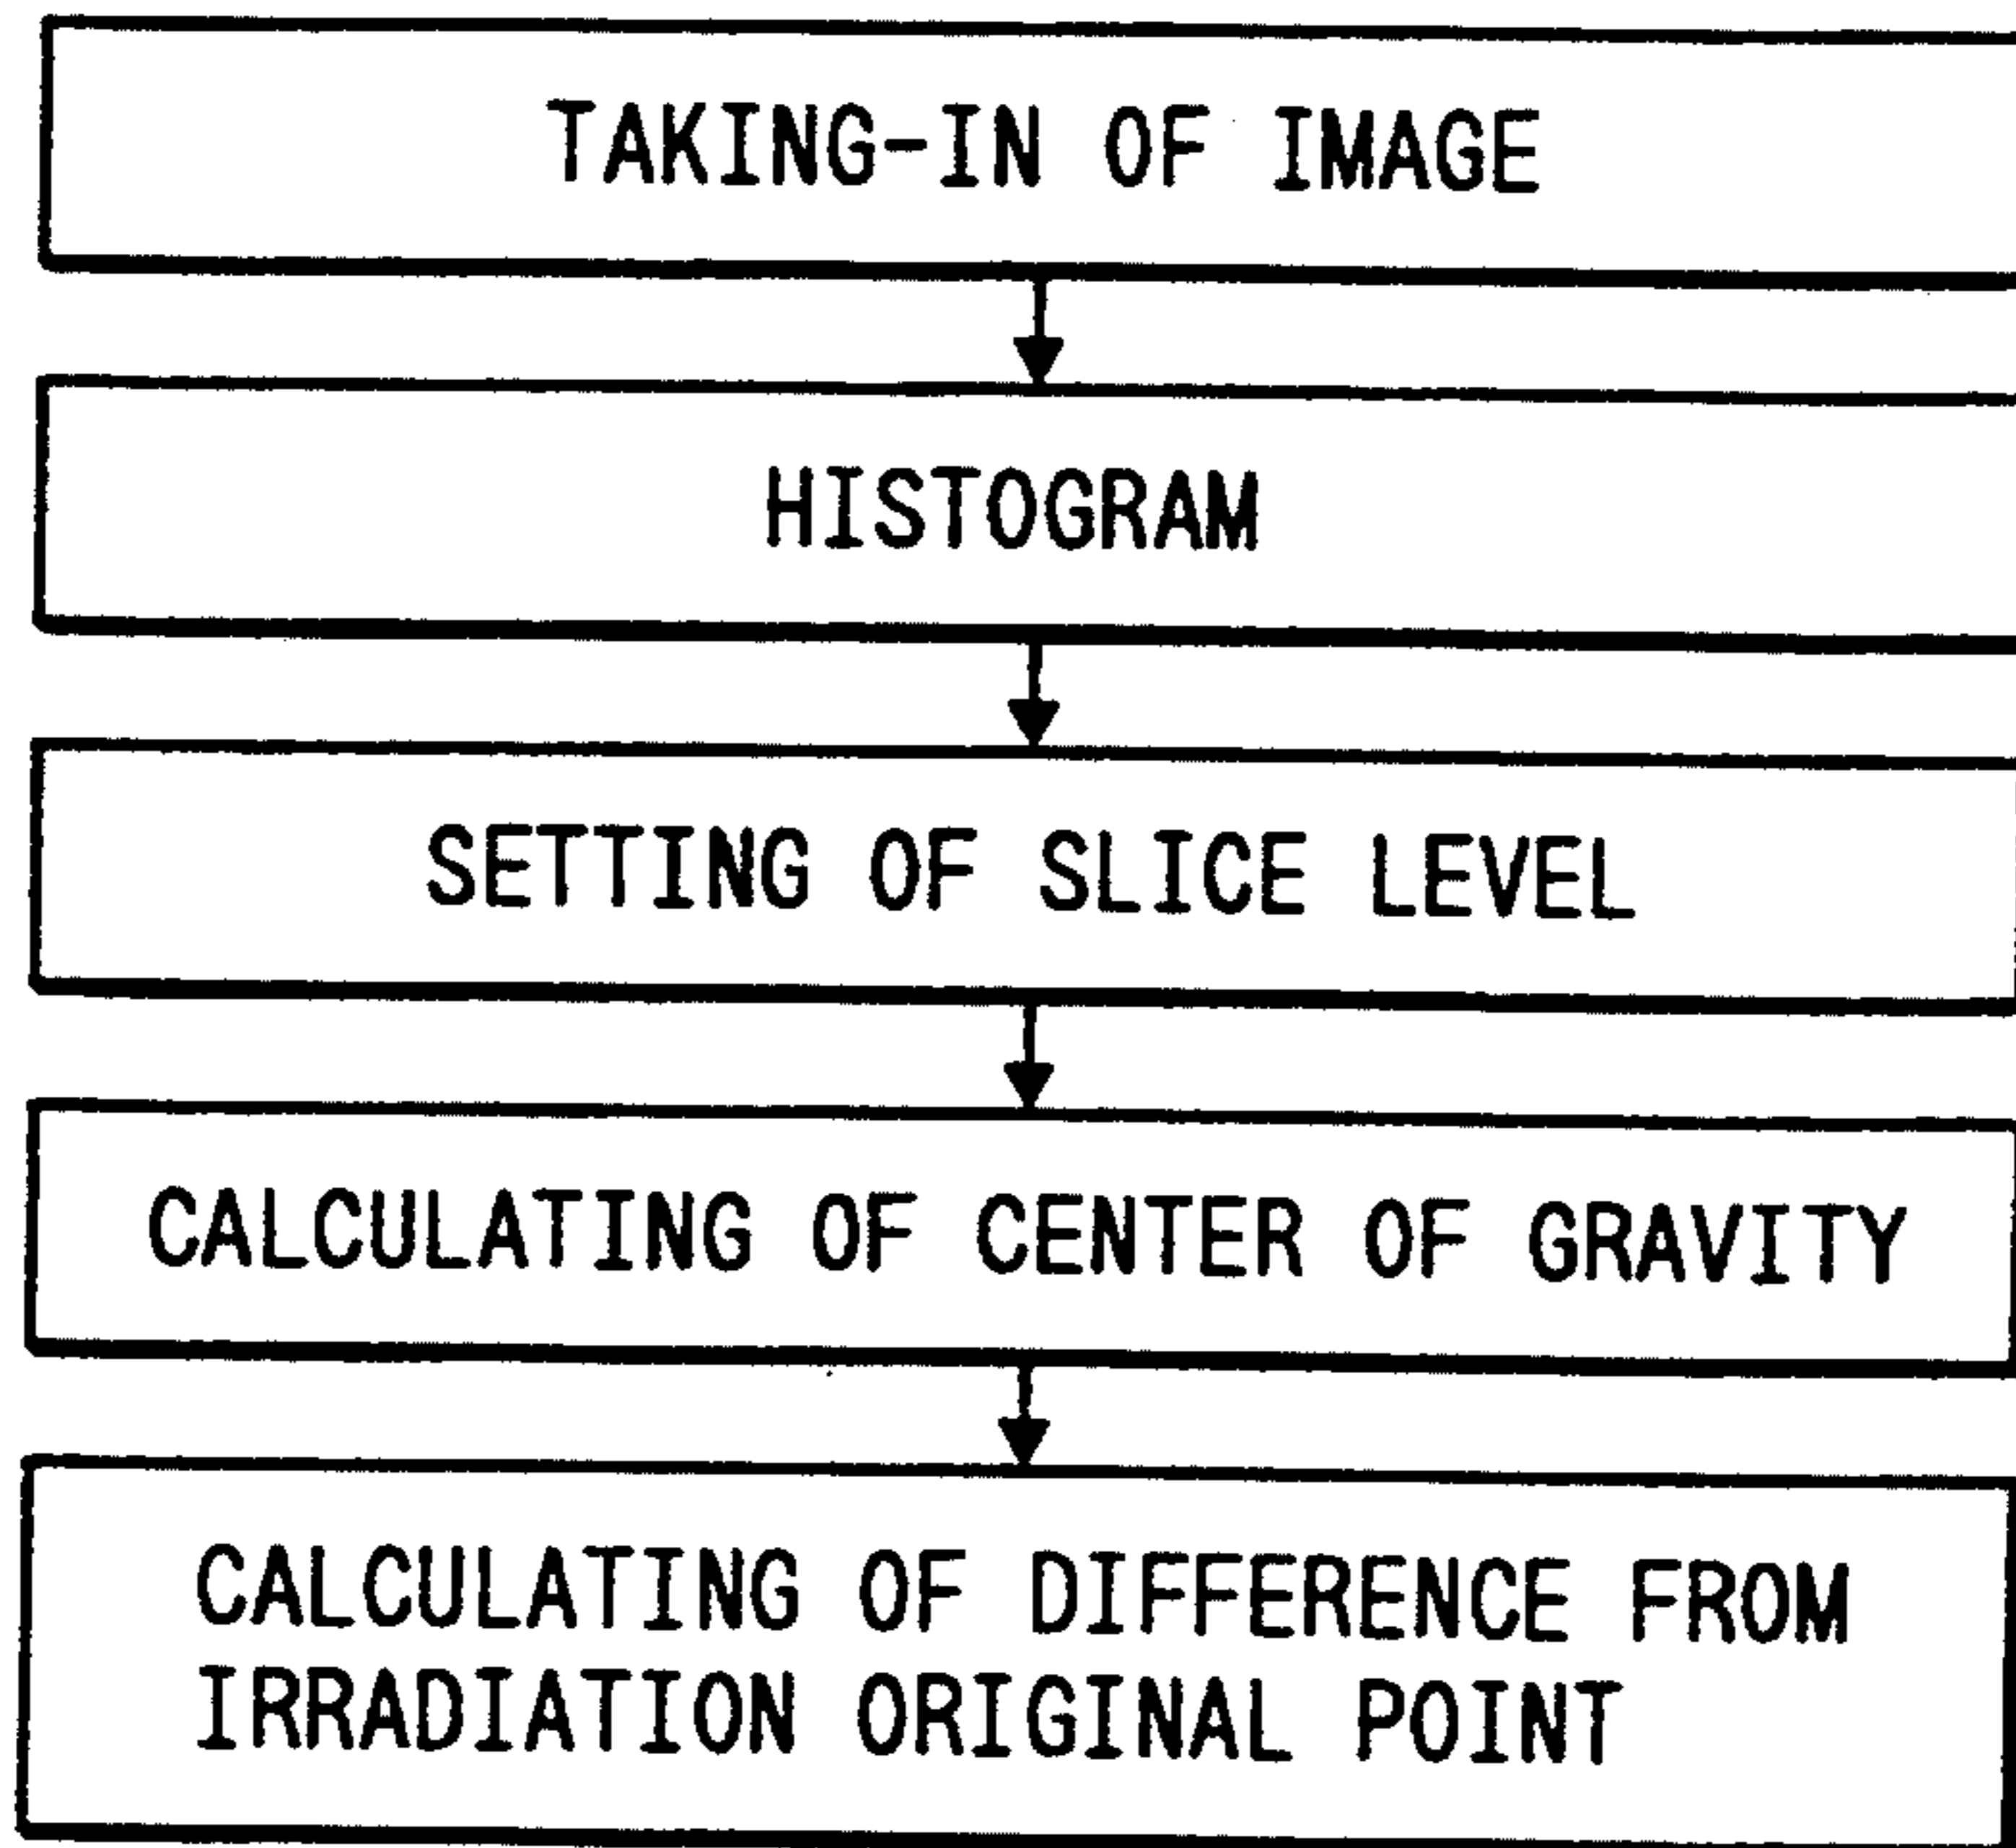 TAKING-IN OF IMAGE
HISTOGRAM
SETTING OF SLICE LEVEL
CALCULATING OF CENTER OF GRAVITY
CALCULATING OF DIFFERENCE FROM
IRRADIATION ORIGINAL POINT